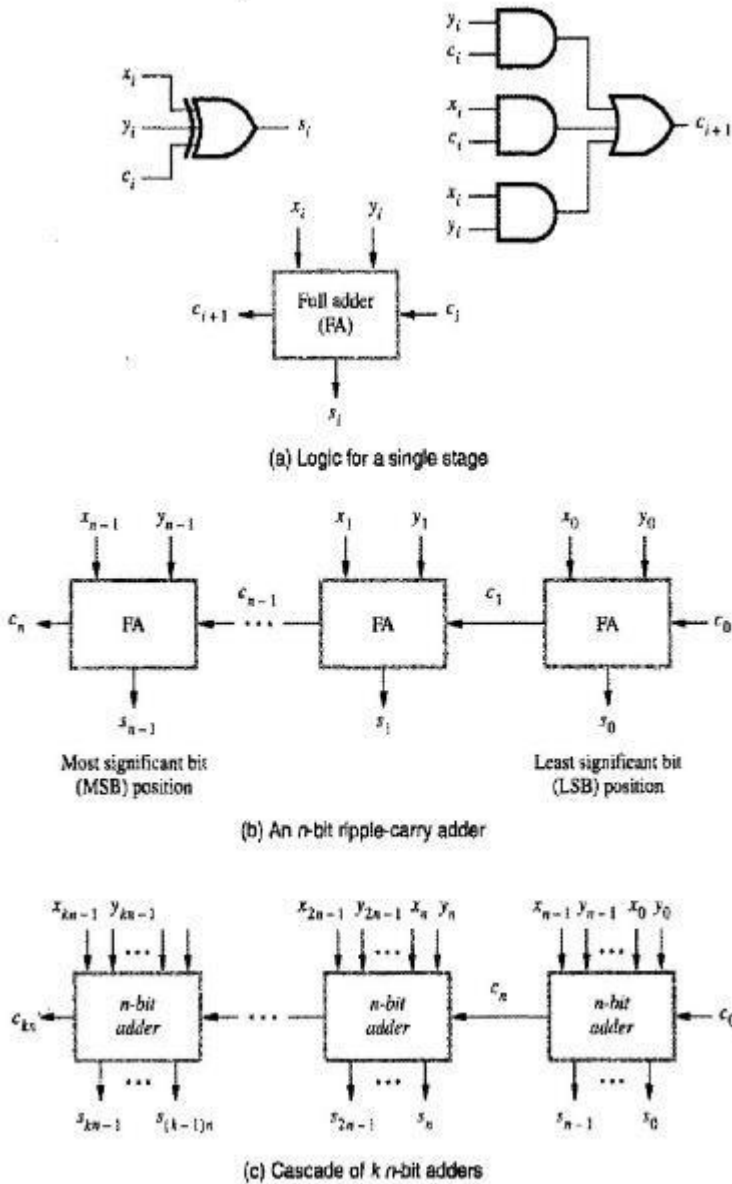 y_i
c_i
x_i
y_i
c_i
s_i
x_i
c_i
c_{i+1}
x_i
y_i
x_i
y_i
c_{i+1}
Full adder
(FA)
c_i
s_i
(a) Logic for a single stage
x_{n-1} y_{n-1} x_1 y_1 x_0 y_0
c_n FA c_{n-1} ... FA c_1 FA c_0
s_{n-1} s_1 s_0
Most significant bit
(MSB) position
Least significant bit
(LSB) position
(b) An n-bit ripple-carry adder
x_{kn-1} y_{kn-1} x_{2n-1} y_{2n-1} x_n y_n x_{n-1} y_{n-1} x_0 y_0
... ... ...
c_{kn} n-bit adder ... n-bit adder c_n n-bit adder c_0
... ... ...
s_{kn-1} s_{(k-1)n} s_{2n-1} s_n s_{n-1} s_0
(c) Cascade of k n-bit adders